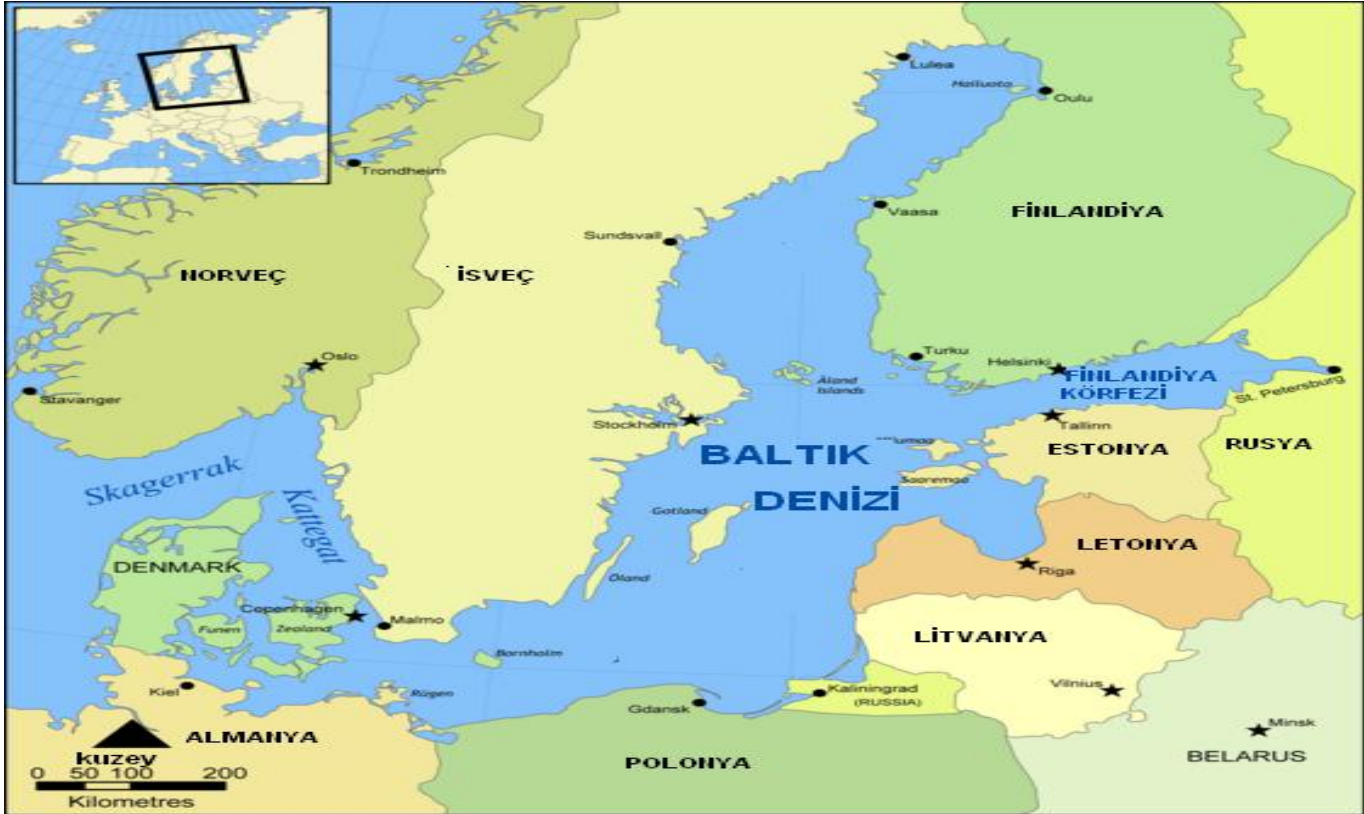 Lulea
Hailuoto
Oulu
Trondheim
Vaasa
FİNLANDİYA
Sundsvall
NORVEÇ
İSVEÇ
Oslo
Turku
Helsinki
Åland
Islands
FİNLANDİYA
KÖRFEZİ
St. Petersburg
Stavanger
Stockholm
Tallinn
BALTIK
DENİZİ
ESTONYA
RUSYA
Skagerrak
Kattegat
Saaremaa
Gotland
LETONYA
Riga
DENMARK
Öland
Copenhagen
Malmo
Funen
Zealand
LİTVANYA
Bornholm
Kiel
Rügen
Gdansk
Kaliningrad
(RUSSIA)
Vilnius
Minsk
ALMANYA
kuzey
POLONYA
BELARUS
0 50 100 200
Kilometres